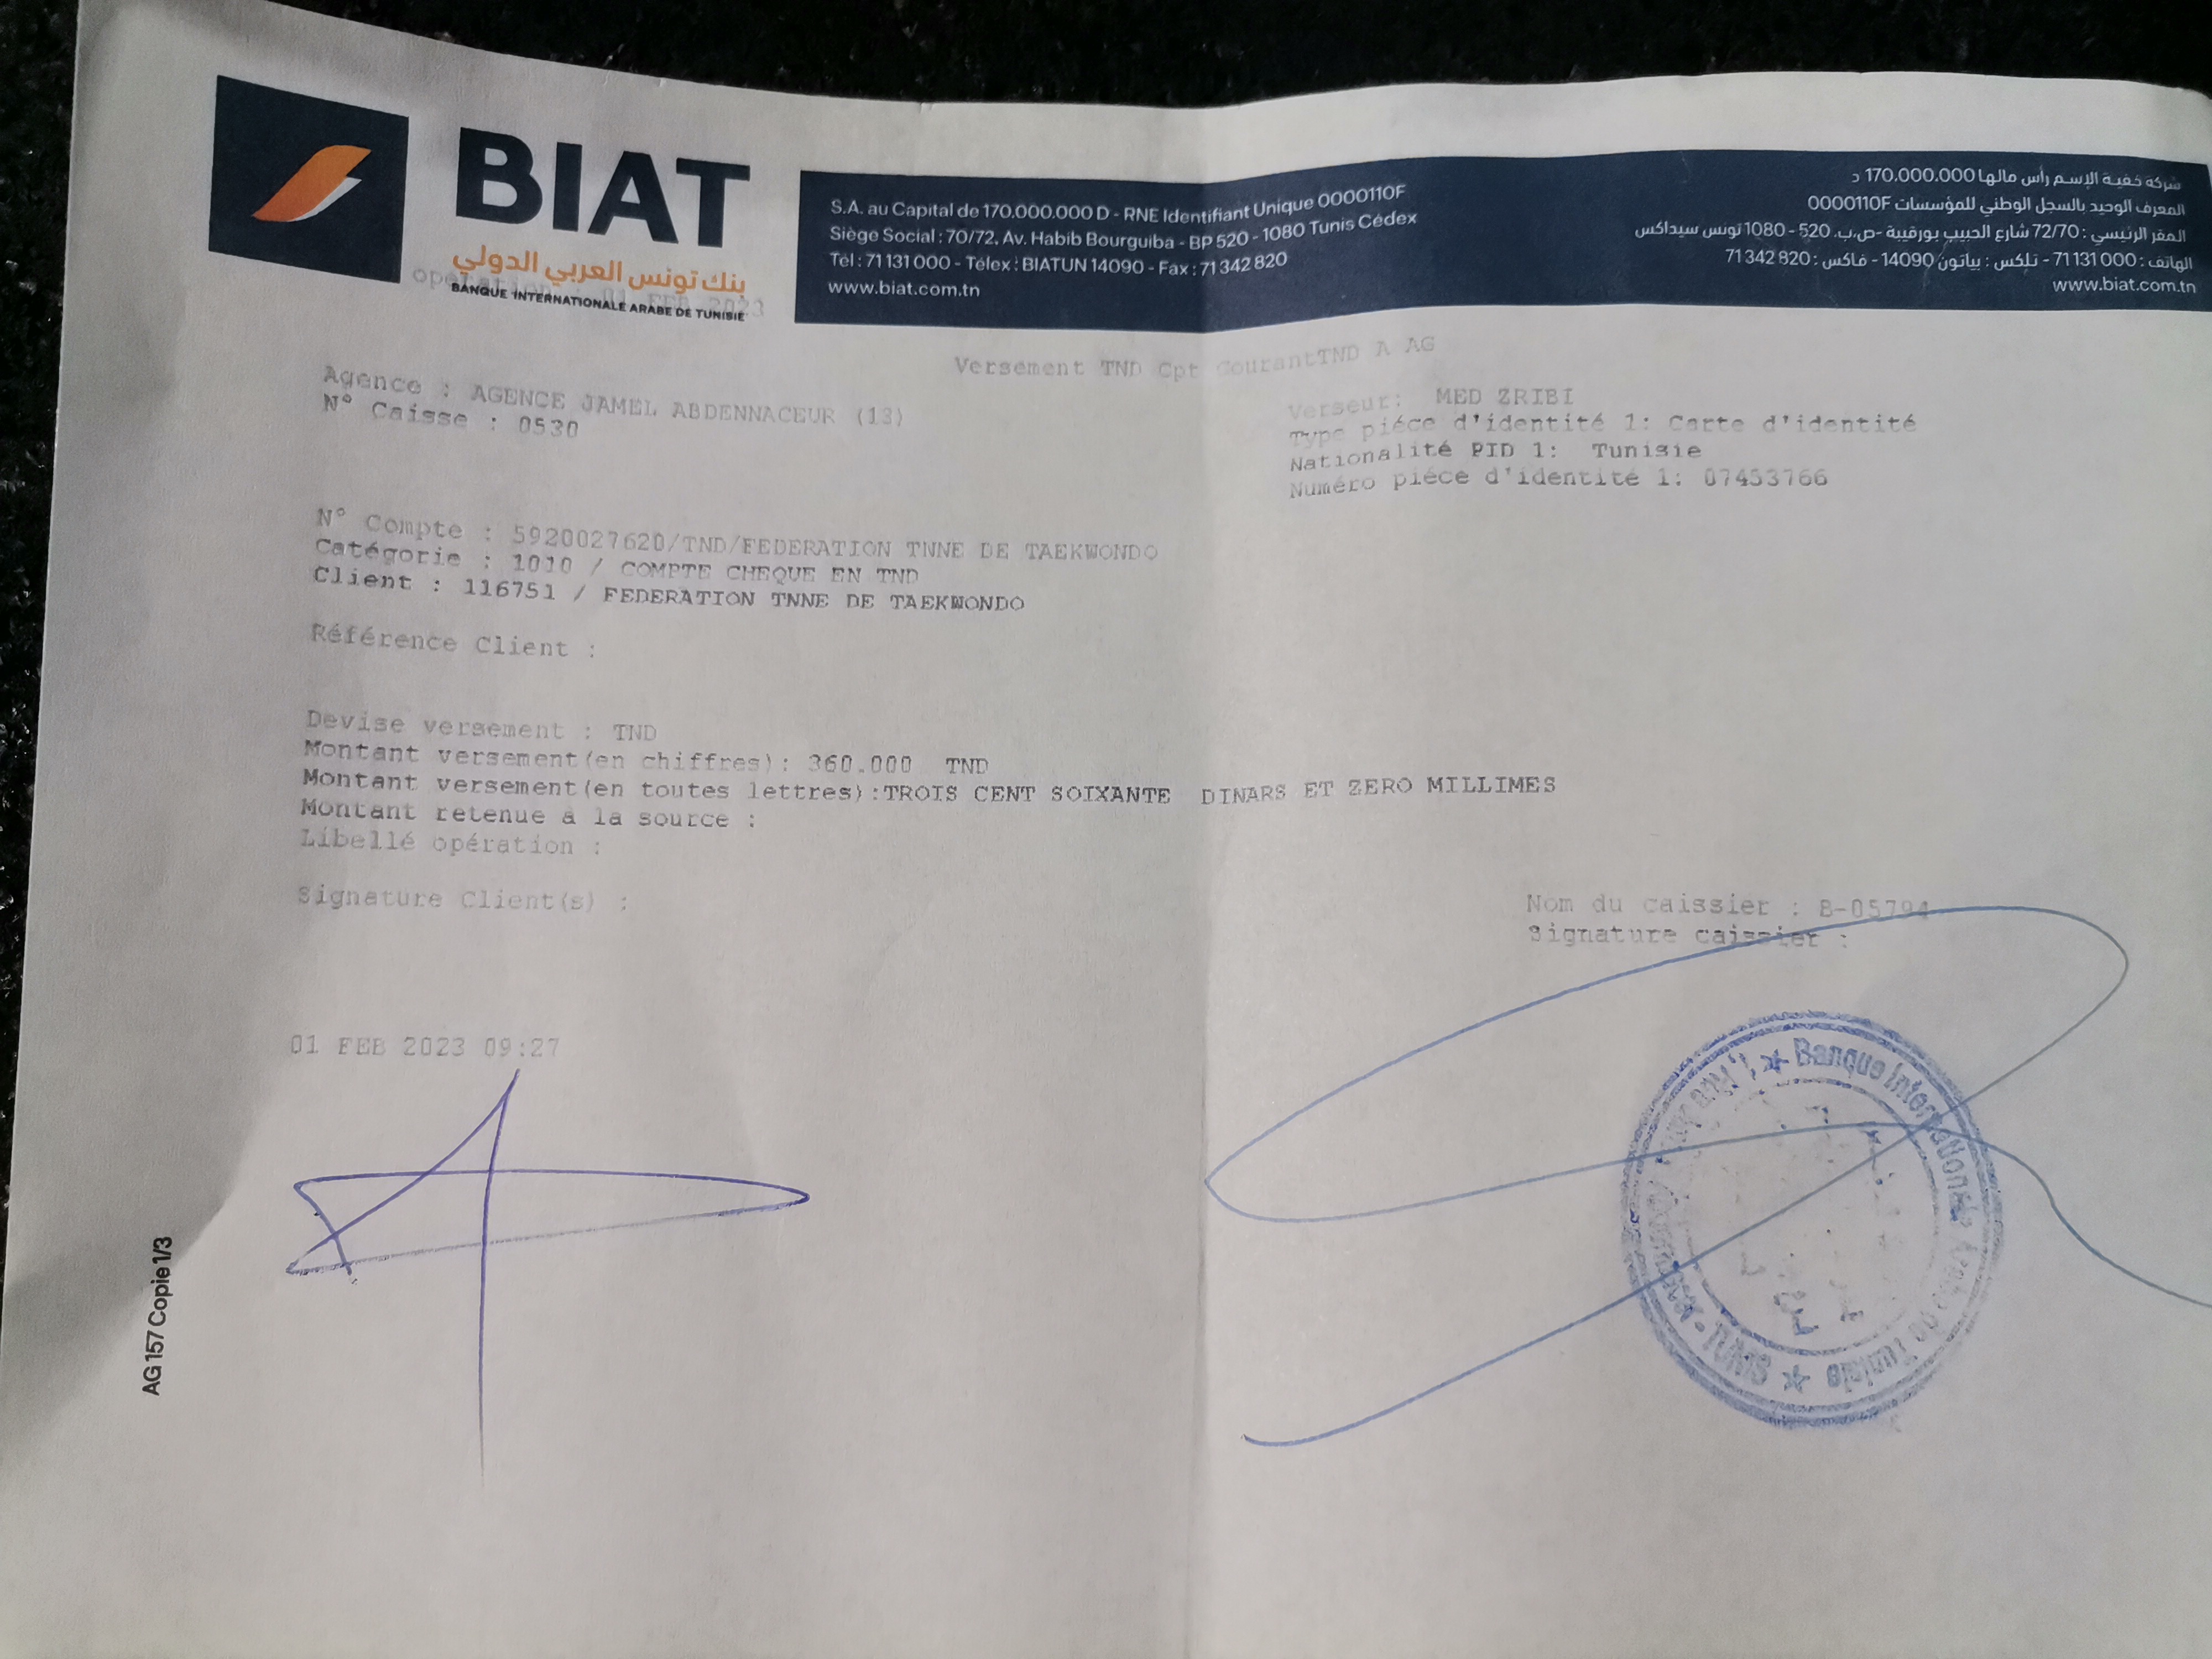 BIAT
بنك تونس العربي الدولي
BANQUE INTERNATIONALE ARABE DE TUNISIE
opération : 01 FEB 2023
S.A. au Capital de 170.000.000 D - RNE Identifiant Unique 0000110F
Siège Social : 70/72, Av. Habib Bourguiba - BP 520 - 1080 Tunis Cédex
Tél : 71 131 000 - Télex : BIATUN 14090 - Fax : 71 342 820
www.biat.com.tn
شركة خفية الإسم رأس مالها 170.000.000 د
المعرف الوحيد بالسجل الوطني للمؤسسات 0000110F
المقر الرئيسي : 72/70 شارع الحبيب بورقيبة -ص.ب. 520 - 1080 تونس سيداكس
الهاتف : 71 131 000 - تلكس : بياتون 14090 - فاكس : 71 342 820
www.biat.com.tn
Versement TND Cpt CourantTND A AG
Agence : AGENCE JAMEL ABDENNACEUR (13)
N° Caisse : 0530
Verseur: MED ZRIBI
Type piéce d'identité 1: Carte d'identité
Nationalité PID 1: Tunisie
Numéro piéce d'identité 1: 07453766
N° Compte : 5920027620/TND/FEDERATION TNNE DE TAEKWONDO
Catégorie : 1010 / COMPTE CHEQUE EN TND
Client : 116751 / FEDERATION TNNE DE TAEKWONDO
Référence Client :
Devise versement : TND
Montant versement(en chiffres): 360.000 TND
Montant versement(en toutes lettres):TROIS CENT SOIXANTE DINARS ET ZERO MILLIMES
Montant retenue à la source :
Libellé opération :
Signature Client(s) :
Nom du caissier : B-05794
Signature caissier :
01 FEB 2023 09:27
Banque Internationale Arabe de Tunisie
TUNIS
AG 157 Copie 1/3